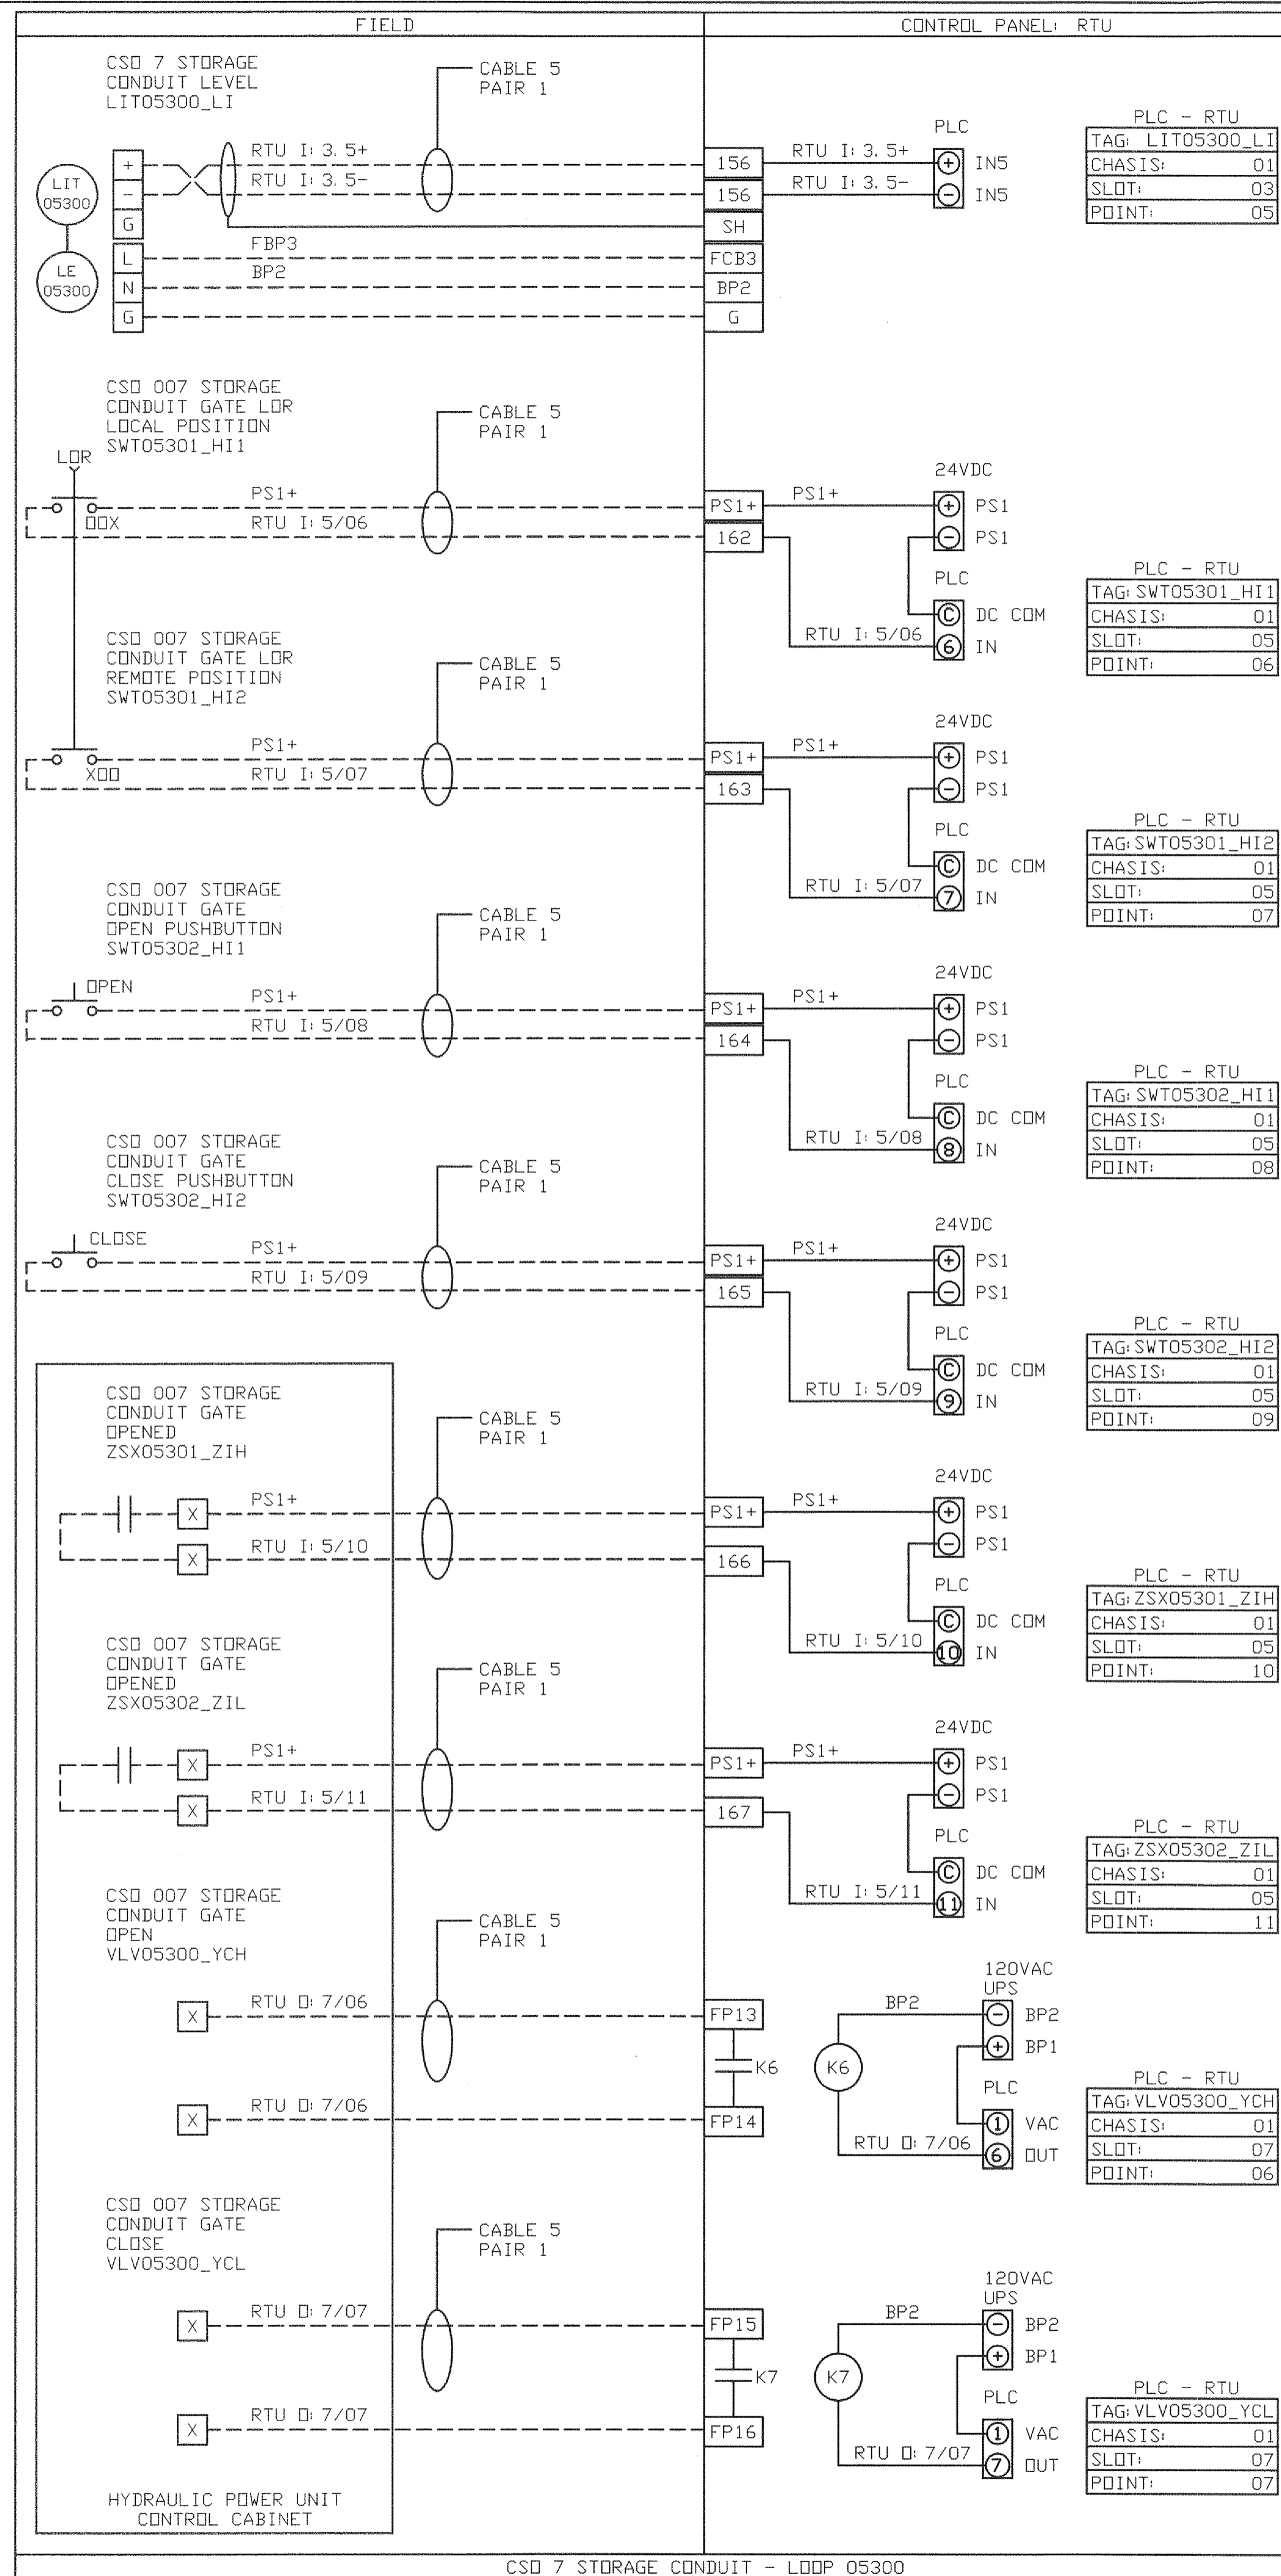 FIELD
CONTROL PANEL: RTU
CSO 7 STORAGE
CONDUIT LEVEL
LIT05300_LI
CABLE 5
PAIR 1
LIT
05300
LE
05300
+
-
G
L
N
G
RTU I: 3. 5+
RTU I: 3. 5-
FBP3
BP2
156
156
SH
FCB3
BP2
G
RTU I: 3. 5+
RTU I: 3. 5-
PLC
+ IN5
- IN5
PLC - RTU
TAG: LIT05300_LI
CHASIS: 01
SLOT: 03
POINT: 05
CSO 007 STORAGE
CONDUIT GATE LOR
LOCAL POSITION
SWT05301_HI1
CABLE 5
PAIR 1
LOR
OOX
PS1+
RTU I: 5/06
PS1+
162
PS1+
RTU I: 5/06
24VDC
+ PS1
- PS1
PLC
C DC COM
6 IN
PLC - RTU
TAG: SWT05301_HI1
CHASIS: 01
SLOT: 05
POINT: 06
CSO 007 STORAGE
CONDUIT GATE LOR
REMOTE POSITION
SWT05301_HI2
CABLE 5
PAIR 1
XOO
PS1+
RTU I: 5/07
PS1+
163
PS1+
RTU I: 5/07
24VDC
+ PS1
- PS1
PLC
C DC COM
7 IN
PLC - RTU
TAG: SWT05301_HI2
CHASIS: 01
SLOT: 05
POINT: 07
CSO 007 STORAGE
CONDUIT GATE
OPEN PUSHBUTTON
SWT05302_HI1
CABLE 5
PAIR 1
OPEN
PS1+
RTU I: 5/08
PS1+
164
PS1+
RTU I: 5/08
24VDC
+ PS1
- PS1
PLC
C DC COM
8 IN
PLC - RTU
TAG: SWT05302_HI1
CHASIS: 01
SLOT: 05
POINT: 08
CSO 007 STORAGE
CONDUIT GATE
CLOSE PUSHBUTTON
SWT05302_HI2
CABLE 5
PAIR 1
CLOSE
PS1+
RTU I: 5/09
PS1+
165
PS1+
RTU I: 5/09
24VDC
+ PS1
- PS1
PLC
C DC COM
9 IN
PLC - RTU
TAG: SWT05302_HI2
CHASIS: 01
SLOT: 05
POINT: 09
CSO 007 STORAGE
CONDUIT GATE
OPENED
ZSX05301_ZIH
CABLE 5
PAIR 1
X
X
PS1+
RTU I: 5/10
PS1+
166
PS1+
RTU I: 5/10
24VDC
+ PS1
- PS1
PLC
C DC COM
10 IN
PLC - RTU
TAG: ZSX05301_ZIH
CHASIS: 01
SLOT: 05
POINT: 10
CSO 007 STORAGE
CONDUIT GATE
OPENED
ZSX05302_ZIL
CABLE 5
PAIR 1
X
X
PS1+
RTU I: 5/11
PS1+
167
PS1+
RTU I: 5/11
24VDC
+ PS1
- PS1
PLC
C DC COM
11 IN
PLC - RTU
TAG: ZSX05302_ZIL
CHASIS: 01
SLOT: 05
POINT: 11
CSO 007 STORAGE
CONDUIT GATE
OPEN
VLV05300_YCH
CABLE 5
PAIR 1
X
X
RTU O: 7/06
RTU O: 7/06
FP13
K6
FP14
K6
BP2
RTU O: 7/06
120VAC
UPS
- BP2
+ BP1
PLC
1 VAC
6 OUT
PLC - RTU
TAG: VLV05300_YCH
CHASIS: 01
SLOT: 07
POINT: 06
CSO 007 STORAGE
CONDUIT GATE
CLOSE
VLV05300_YCL
CABLE 5
PAIR 1
X
X
RTU O: 7/07
RTU O: 7/07
FP15
K7
FP16
K7
BP2
RTU O: 7/07
120VAC
UPS
- BP2
+ BP1
PLC
1 VAC
7 OUT
PLC - RTU
TAG: VLV05300_YCL
CHASIS: 01
SLOT: 07
POINT: 07
HYDRAULIC POWER UNIT
CONTROL CABINET
CSO 7 STORAGE CONDUIT - LOOP 05300